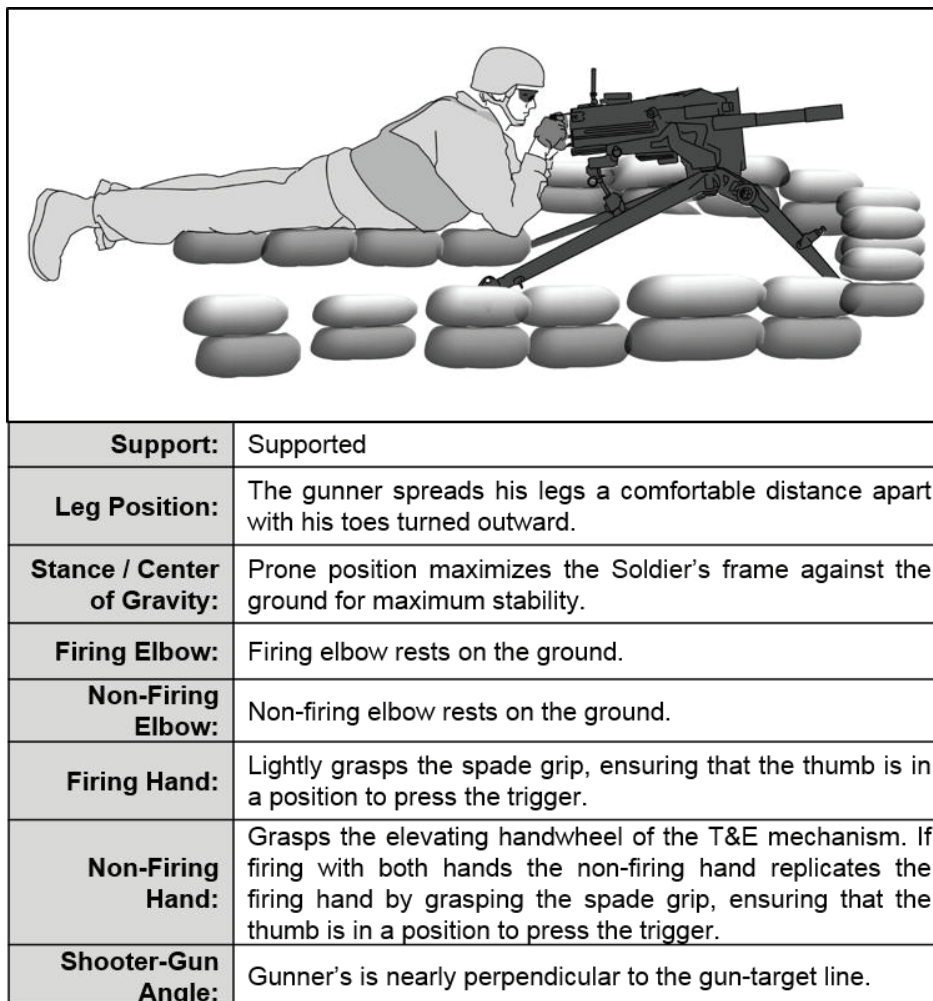 Support: Supported
Leg Position: The gunner spreads his legs a comfortable distance apart
with his toes turned outward.
Stance / Center
of Gravity: Prone position maximizes the Soldier's frame against the
ground for maximum stability.
Firing Elbow: Firing elbow rests on the ground.
Non-Firing
Elbow: Non-firing elbow rests on the ground.
Firing Hand: Lightly grasps the spade grip, ensuring that the thumb is in
a position to press the trigger.
Non-Firing
Hand: Grasps the elevating handwheel of the T&E mechanism. If
firing with both hands the non-firing hand replicates the
firing hand by grasping the spade grip, ensuring that the
thumb is in a position to press the trigger.
Shooter-Gun
Angle: Gunner's is nearly perpendicular to the gun-target line.